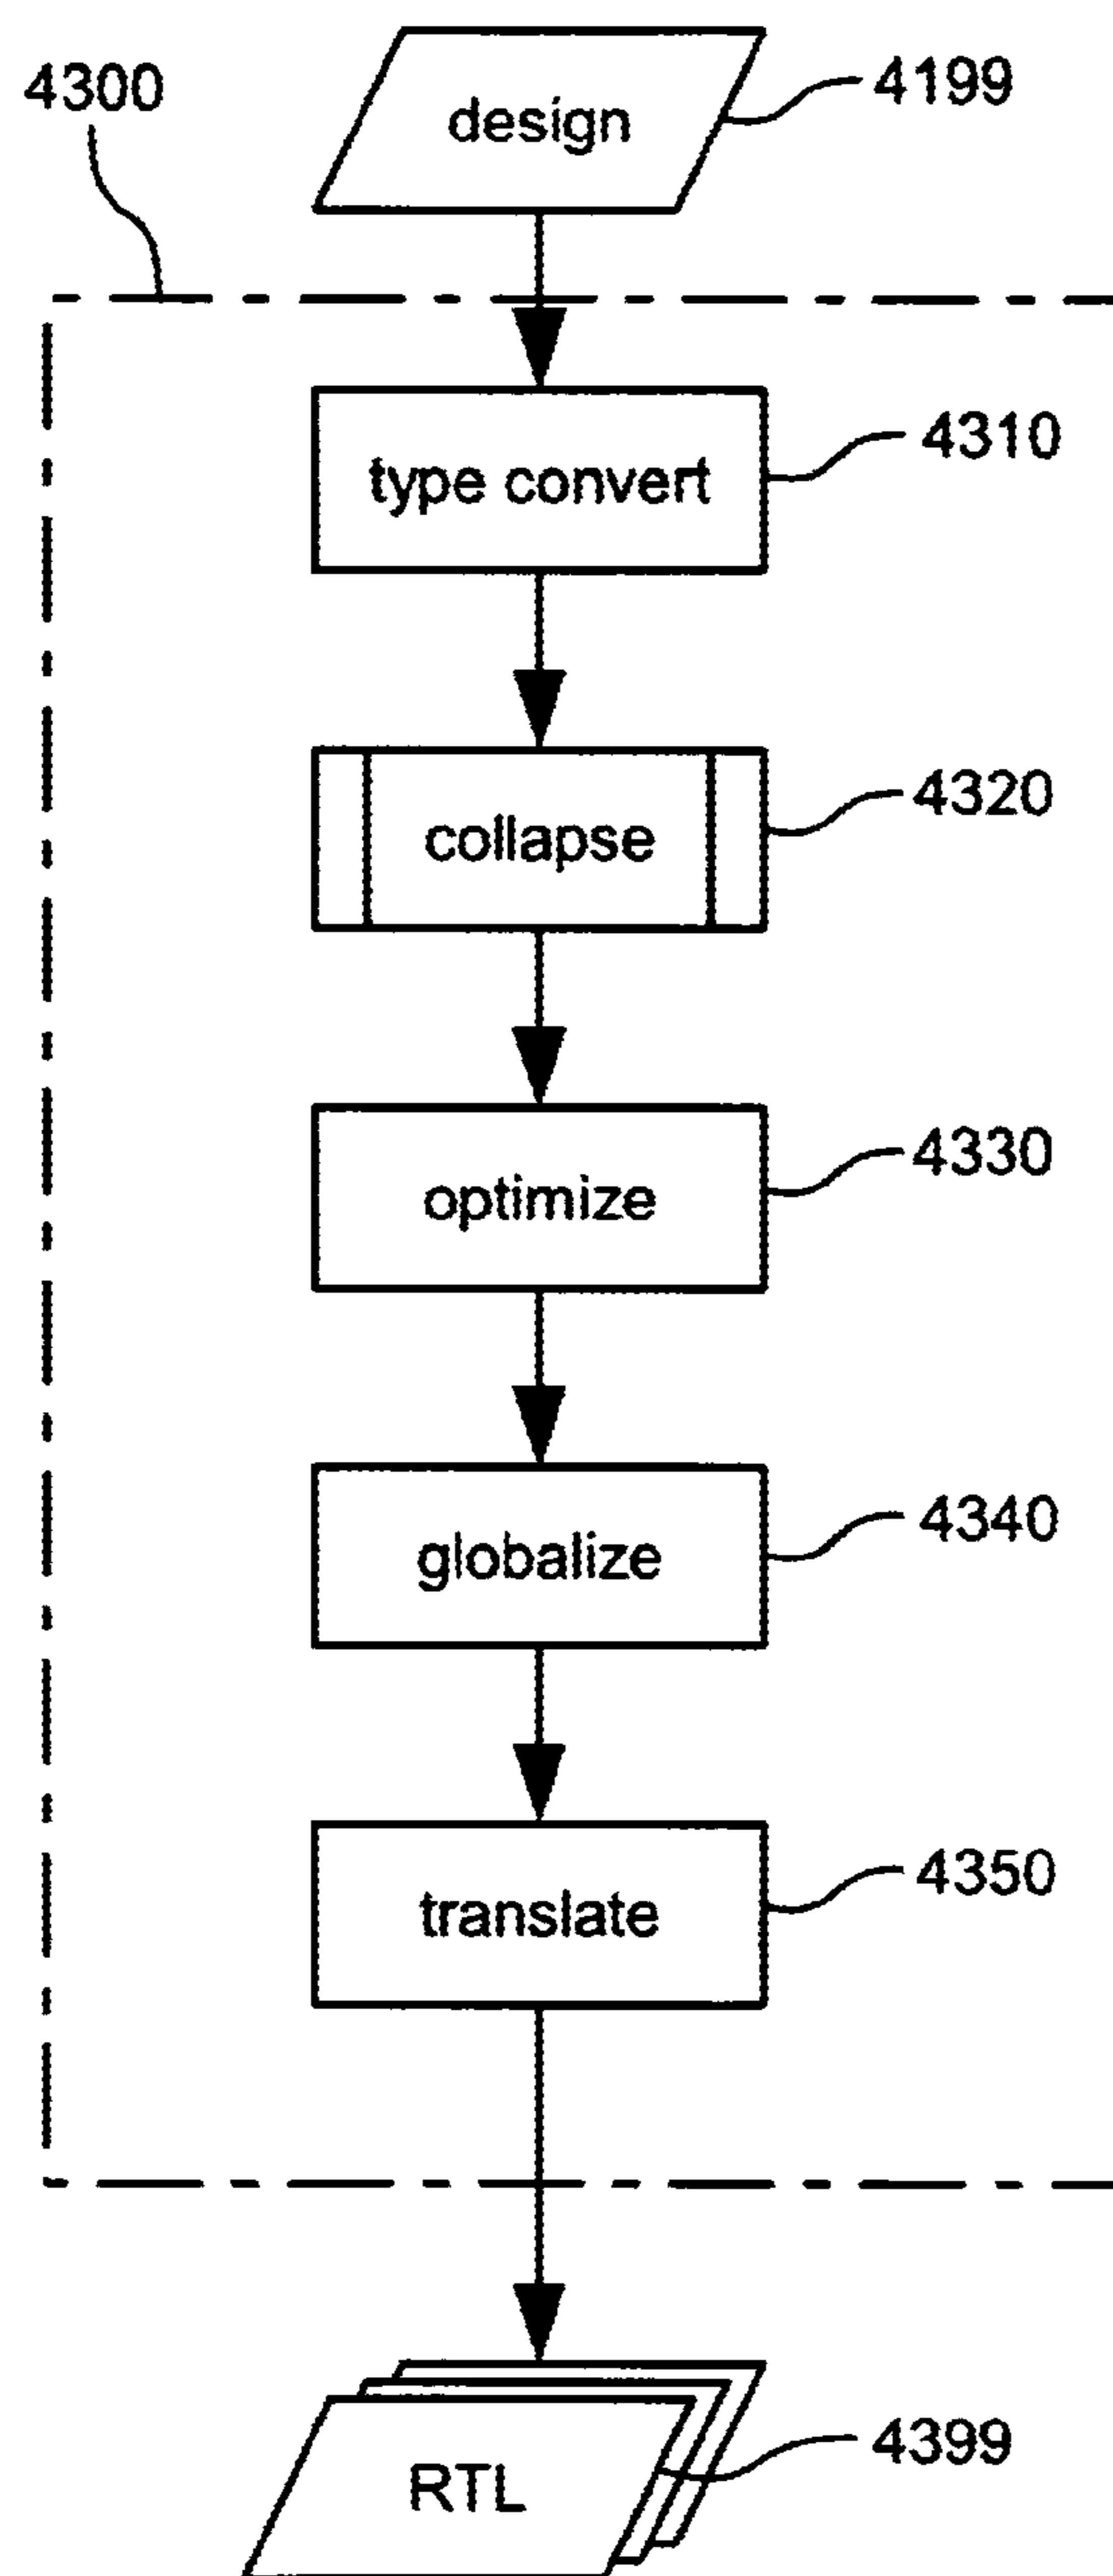 4300
design
4199
type convert
4310
collapse
4320
optimize
4330
globalize
4340
translate
4350
RTL
4399